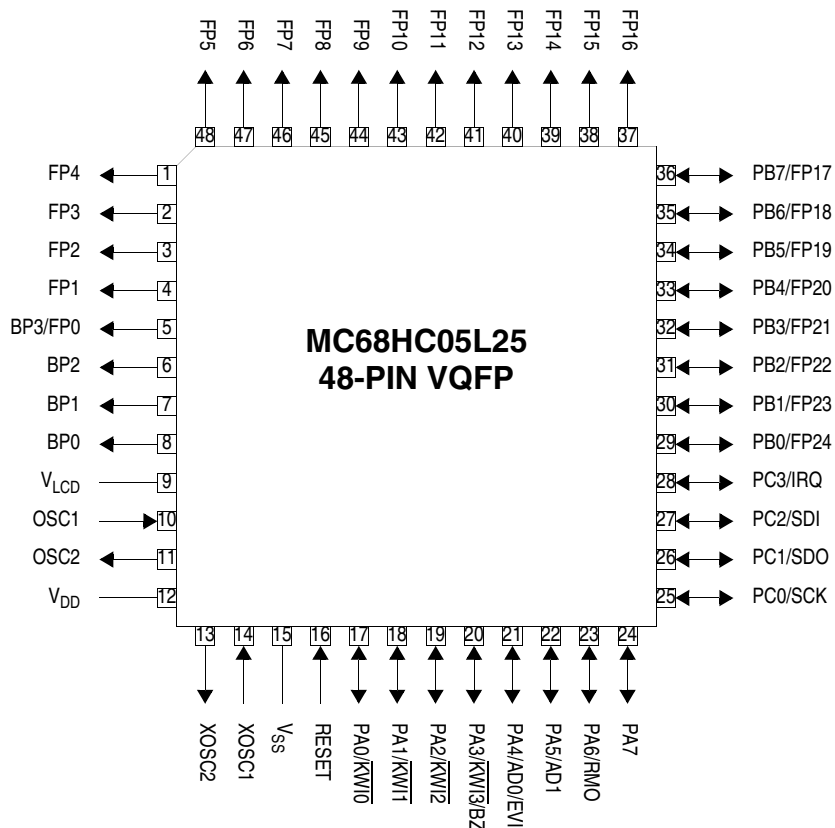 FP5
FP6
FP7
FP8
FP9
FP10
FP11
FP12
FP13
FP14
FP15
FP16
48
47
46
45
44
43
42
41
40
39
38
37
FP4 1
FP3 2
FP2 3
FP1 4
BP3/FP0 5
BP2 6
BP1 7
BP0 8
VLCD 9
OSC1 10
OSC2 11
VDD 12
MC68HC05L25
48-PIN VQFP
36 PB7/FP17
35 PB6/FP18
34 PB5/FP19
33 PB4/FP20
32 PB3/FP21
31 PB2/FP22
30 PB1/FP23
29 PB0/FP24
28 PC3/IRQ
27 PC2/SDI
26 PC1/SDO
25 PC0/SCK
13
14
15
16
17
18
19
20
21
22
23
24
XOSC2
XOSC1
VSS
RESET
PA0/KWI0
PA1/KWI1
PA2/KWI2
PA3/KWI3/BZ
PA4/AD0/EVI
PA5/AD1
PA6/RMO
PA7